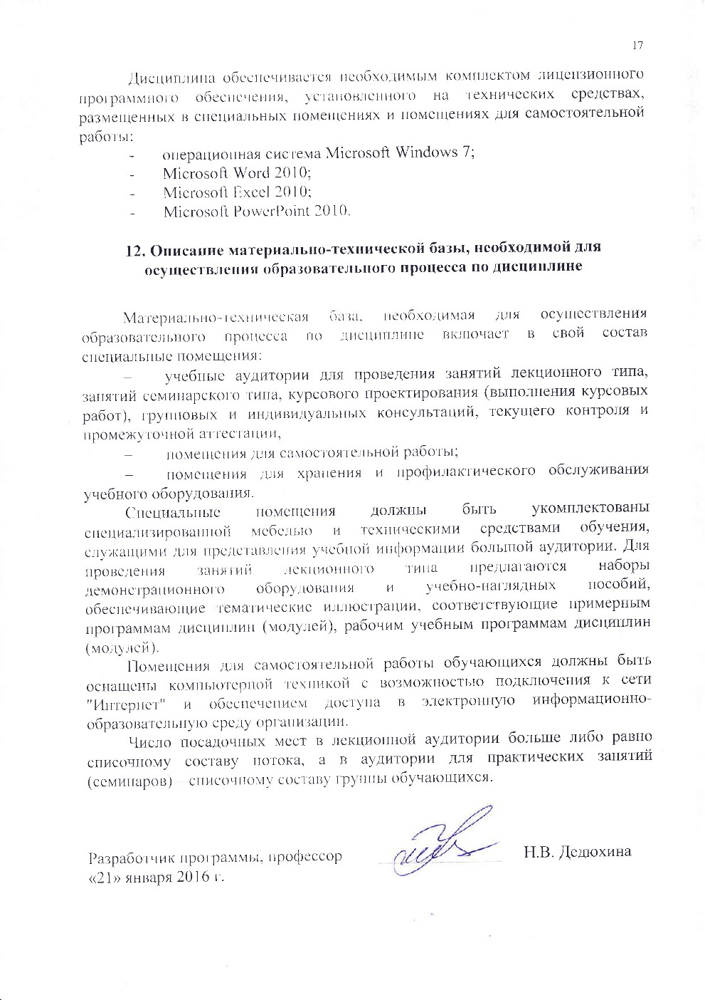 17
Дисциплина обеспечивается необходимым комплектом лицензионного
программного обеспечения, установленного на технических средствах,
размещенных в специальных помещениях и помещениях для самостоятельной
работы:
- операционная система Microsoft Windows 7;
- Microsoft Word 2010;
- Microsoft Excel 2010;
- Microsoft PowerPoint 2010.
12. Описание материально-технической базы, необходимой для
осуществления образовательного процесса по дисциплине
Материально-техническая база, необходимая для осуществления
образовательного процесса по дисциплине включает в свой состав
специальные помещения:
– учебные аудитории для проведения занятий лекционного типа,
занятий семинарского типа, курсового проектирования (выполнения курсовых
работ), групповых и индивидуальных консультаций, текущего контроля и
промежуточной аттестации,
– помещения для самостоятельной работы;
– помещения для хранения и профилактического обслуживания
учебного оборудования.
Специальные помещения должны быть укомплектованы
специализированной мебелью и техническими средствами обучения,
служащими для представления учебной информации большой аудитории. Для
проведения занятий лекционного типа предлагаются наборы
демонстрационного оборудования и учебно-наглядных пособий,
обеспечивающие тематические иллюстрации, соответствующие примерным
программам дисциплин (модулей), рабочим учебным программам дисциплин
(модулей).
Помещения для самостоятельной работы обучающихся должны быть
оснащены компьютерной техникой с возможностью подключения к сети
"Интернет" и обеспечением доступа в электронную информационно-
образовательную среду организации.
Число посадочных мест в лекционной аудитории больше либо равно
списочному составу потока, а в аудитории для практических занятий
(семинаров) – списочному составу группы обучающихся.
Разработчик программы, профессор Н.В. Дедюхина
«21» января 2016 г.